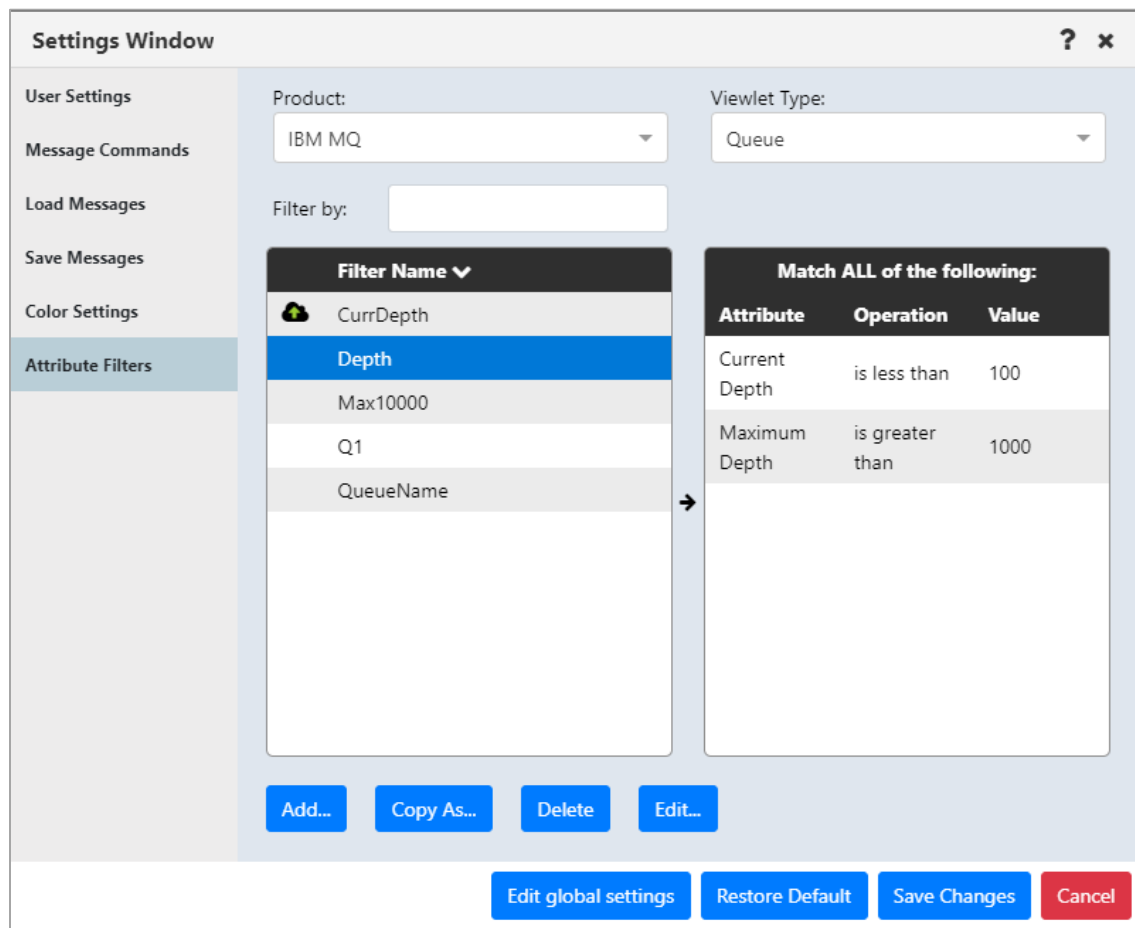 Settings Window
?
User Settings
Message Commands
Load Messages
Save Messages
Color Settings
Attribute Filters
Product:
IBM MQ
Viewlet Type:
Queue
Filter by:
Filter Name
CurrDepth
Depth
Max10000
Q1
QueueName
Match ALL of the following:
Attribute Operation Value
Current
Depth
is less than
100
Maximum
Depth
is greater
than
1000
Add...
Copy As...
Delete
Edit...
Edit global settings
Restore Default
Save Changes
Cancel